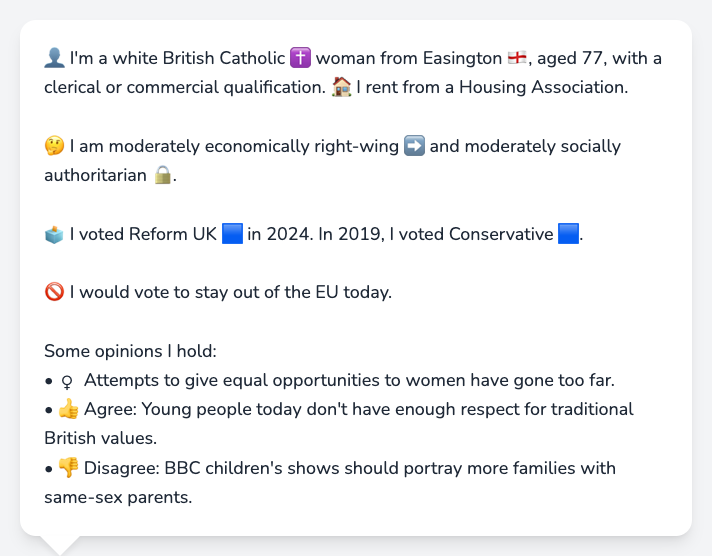 👤 I'm a white British Catholic ✝️ woman from Easington 🏴󠁧󠁢󠁥󠁮󠁧󠁿, aged 77, with a
clerical or commercial qualification. 🏠 I rent from a Housing Association.
🤔 I am moderately economically right-wing ➡️ and moderately socially
authoritarian 🔒.
🗳️ I voted Reform UK 🟦 in 2024. In 2019, I voted Conservative 🟦.
🚫 I would vote to stay out of the EU today.
Some opinions I hold:
• ♀ Attempts to give equal opportunities to women have gone too far.
• 👍 Agree: Young people today don't have enough respect for traditional
British values.
• 👎 Disagree: BBC children's shows should portray more families with
same-sex parents.